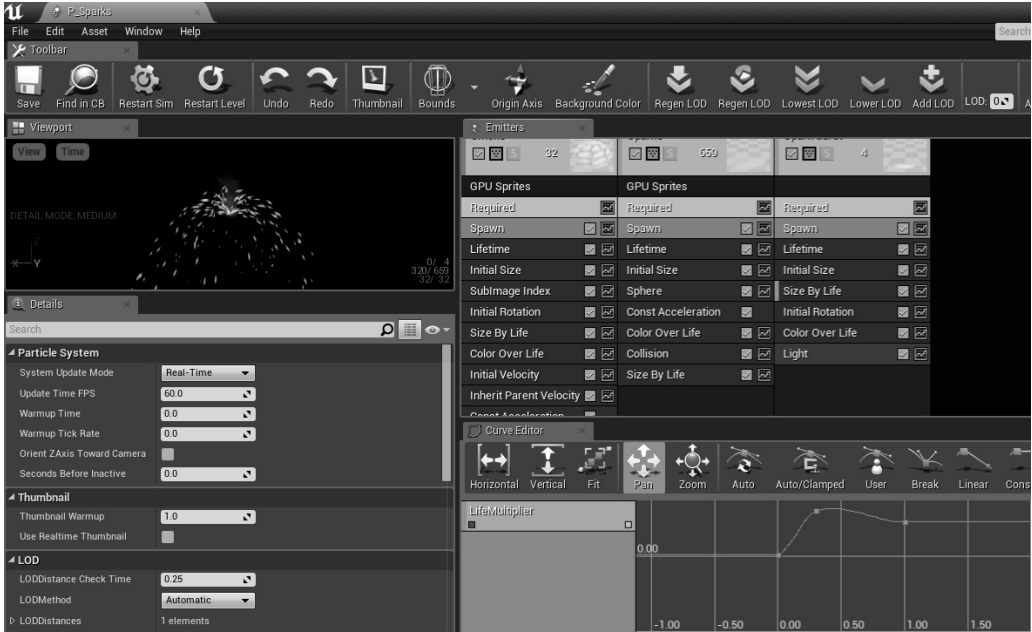 P_Sparks
File Edit Asset Window Help
Search
Toolbar
Save Find in CB Restart Sim Restart Level Undo Redo Thumbnail Bounds Origin Axis Background Color Regen LOD Regen LOD Lowest LOD Lower LOD Add LOD LOD: 0
Viewport
View Time
DETAIL MODE: MEDIUM
Z
Y
0/ 4
320/ 659
32/ 32
Details
Search
Particle System
System Update Mode Real-Time
Update Time FPS 60.0
Warmup Time 0.0
Warmup Tick Rate 0.0
Orient ZAxis Toward Camera
Seconds Before Inactive 0.0
Thumbnail
Thumbnail Warmup 1.0
Use Realtime Thumbnail
LOD
LODDistance Check Time 0.25
LODMethod Automatic
LODDistances 1 elements
Emitters
32 659 4
GPU Sprites GPU Sprites
Required Required Required
Spawn Spawn Spawn
Lifetime Lifetime Lifetime
Initial Size Initial Size Initial Size
SubImage Index Sphere Size By Life
Initial Rotation Const Acceleration Initial Rotation
Size By Life Color Over Life Color Over Life
Color Over Life Collision Light
Initial Velocity Size By Life
Inherit Parent Velocity
Const Acceleration
Curve Editor
Horizontal Vertical Fit Pan Zoom Auto Auto/Clamped User Break Linear Cons
LifeMultiplier
0.00
-1.00 -0.50 0.00 0.50 1.00 1.50